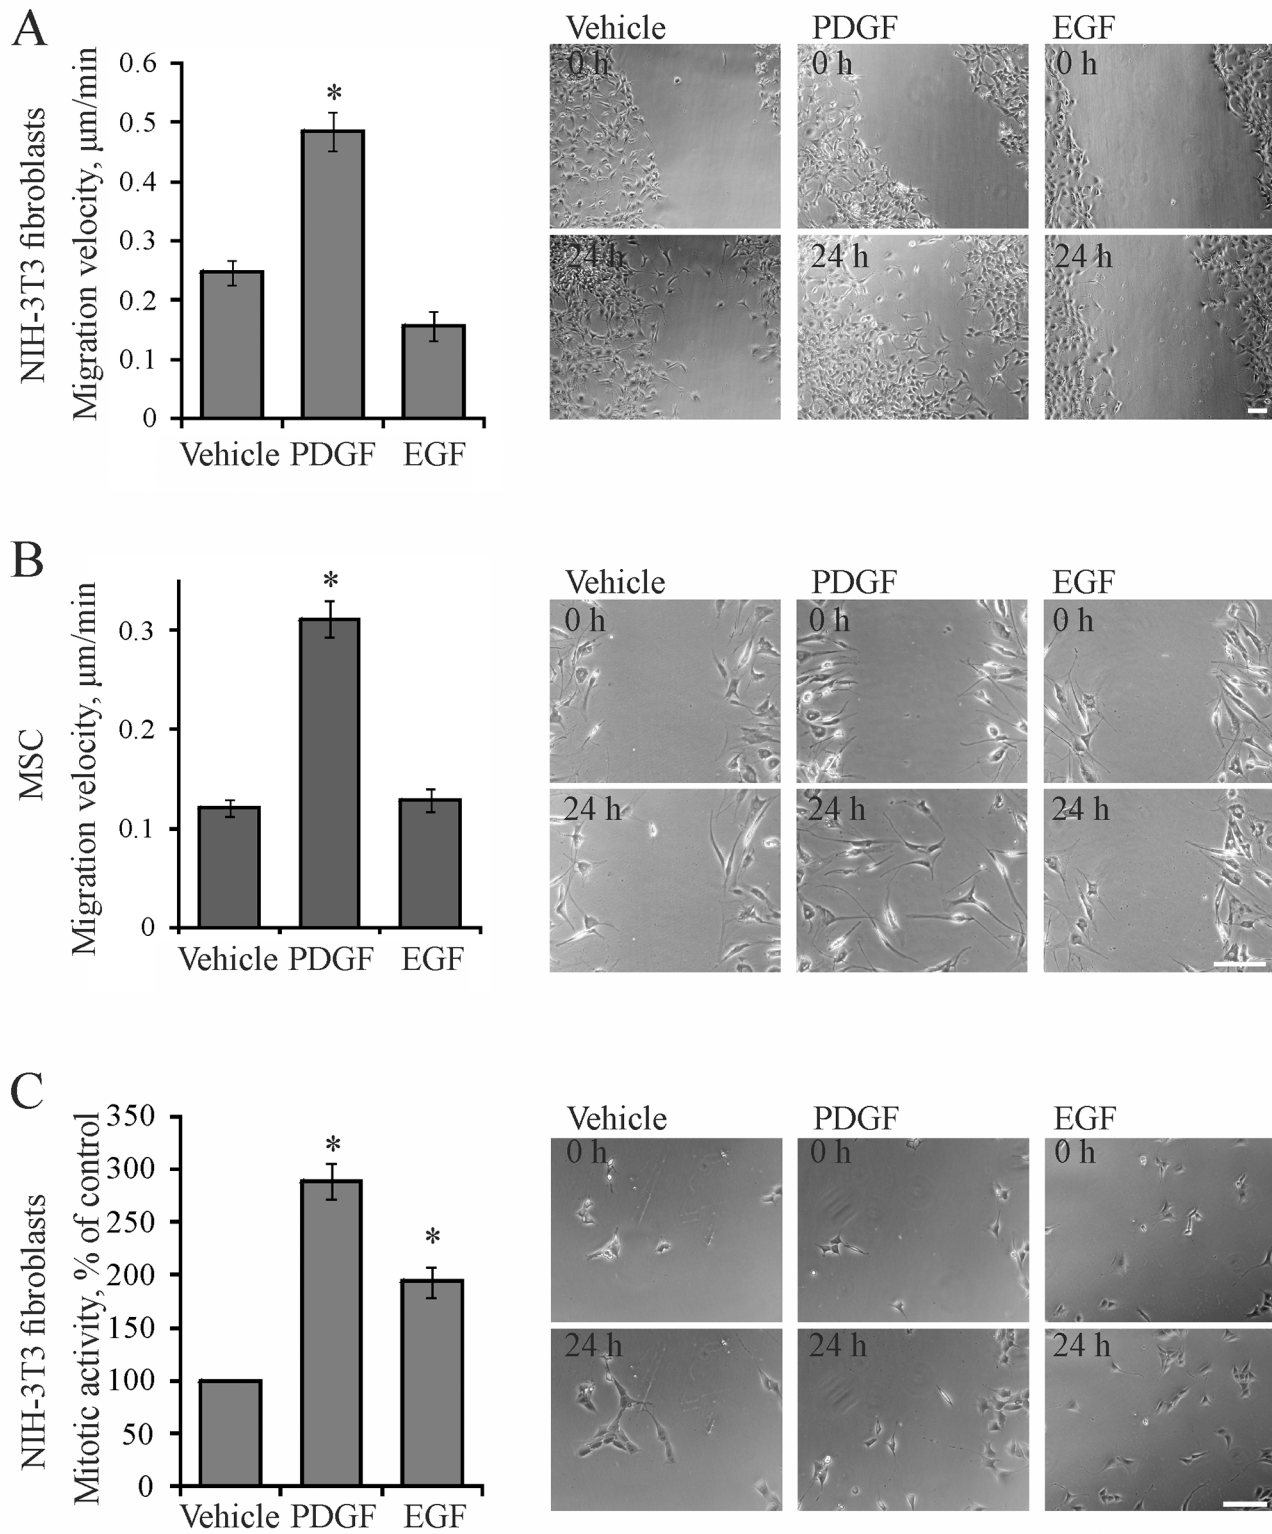 A
NIH-3T3 fibroblasts
Migration velocity, µm/min
0.6
0.5
0.4
0.3
0.2
0.1
0
*
Vehicle PDGF EGF
Vehicle PDGF EGF
0 h 0 h 0 h
24 h 24 h 24 h
B
MSC
Migration velocity, µm/min
0.3
0.2
0.1
0
*
Vehicle PDGF EGF
Vehicle PDGF EGF
0 h 0 h 0 h
24 h 24 h 24 h
C
NIH-3T3 fibroblasts
Mitotic activity, % of control
350
300
250
200
150
100
50
0
*
*
Vehicle PDGF EGF
Vehicle PDGF EGF
0 h 0 h 0 h
24 h 24 h 24 h